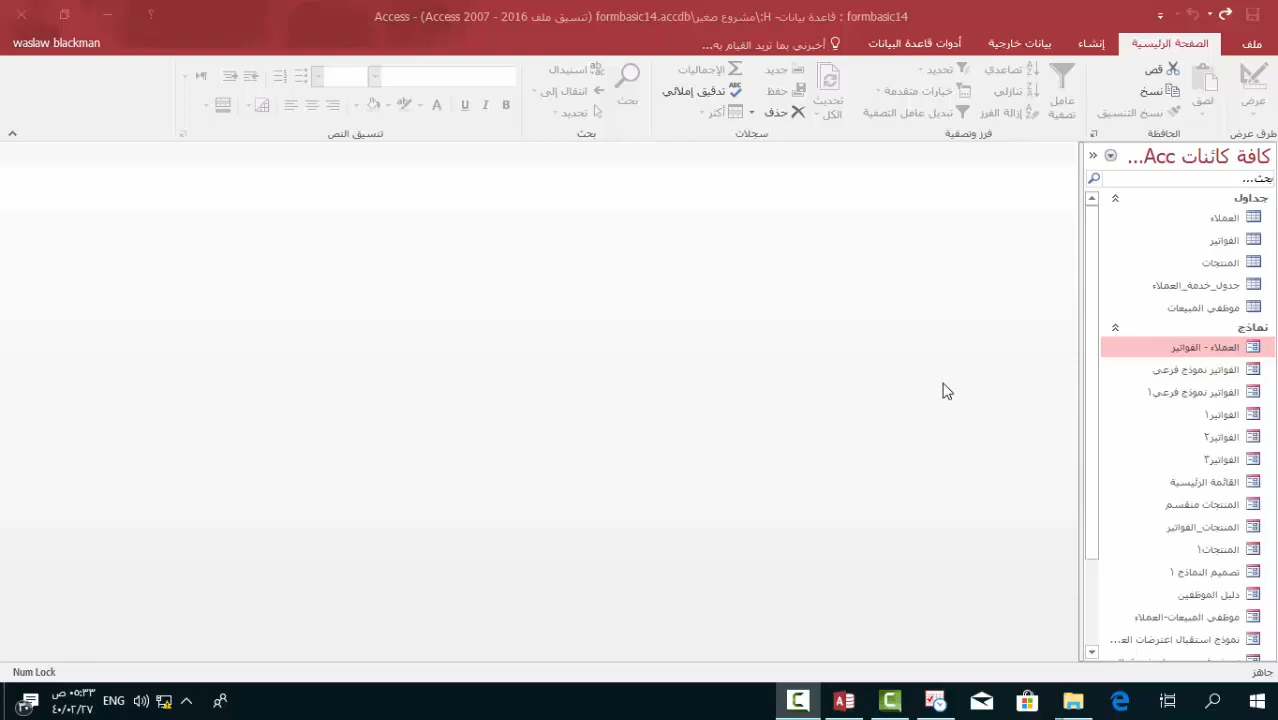 formbasic14 : قاعدة بيانات- H:\مشروع صغير\formbasic14.accdb (تنسيق ملف Access 2007 - 2016) - Access
ملف
الصفحة الرئيسية
إنشاء
بيانات خارجية
أدوات قاعدة البيانات
أخبرني بما تريد القيام به...
waslaw blackman
عرض
طرق عرض
لصق
قص
نسخ
نسخ التنسيق
الحافظة
عامل تصفية
تصاعدي
تنازلي
إزالة الفرز
تحديد
خيارات متقدمة
تبديل عامل التصفية
فرز وتصفية
تحديث الكل
جديد
حفظ
حذف
الإجماليات
تدقيق إملائي
أكثر
سجلات
بحث
استبدال
انتقال إلى
تحديد
بحث
B I U A
تنسيق النص
كافة كائنات Acc...
بحث...
جداول
العملاء
الفواتير
المنتجات
جدول_خدمة_العملاء
موظفي المبيعات
نماذج
العملاء - الفواتير
الفواتير نموذج فرعي
الفواتير نموذج فرعي١
الفواتير١
الفواتير٢
الفواتير٣
القائمة الرئيسية
المنتجات منقسم
المنتجات_الفواتير
المنتجات١
تصميم النماذج ١
دليل الموظفين
موظفي المبيعات-العملاء
نموذج استقبال اعتراضات الع...
جاهز
Num Lock
ENG
٠٥:٣٣ ص
٤٠/٠٢/٢٧